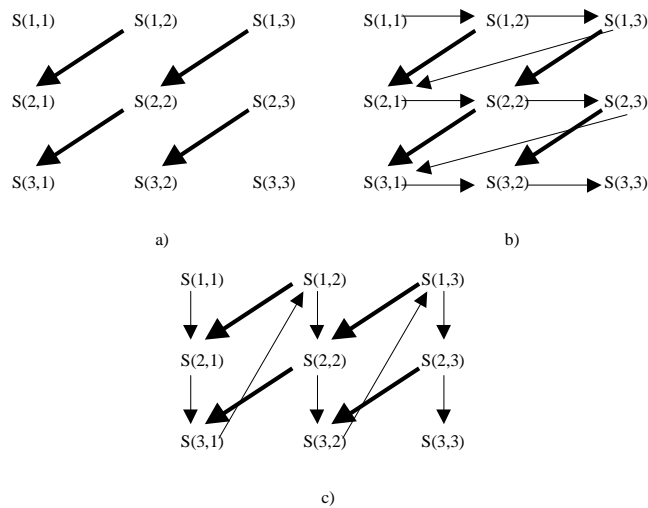 S(1,1) S(1,2) S(1,3) S(1,1) S(1,2) S(1,3)
S(2,1) S(2,2) S(2,3) S(2,1) S(2,2) S(2,3)
S(3,1) S(3,2) S(3,3) S(3,1) S(3,2) S(3,3)
a) b)
S(1,1) S(1,2) S(1,3)
S(2,1) S(2,2) S(2,3)
S(3,1) S(3,2) S(3,3)
c)